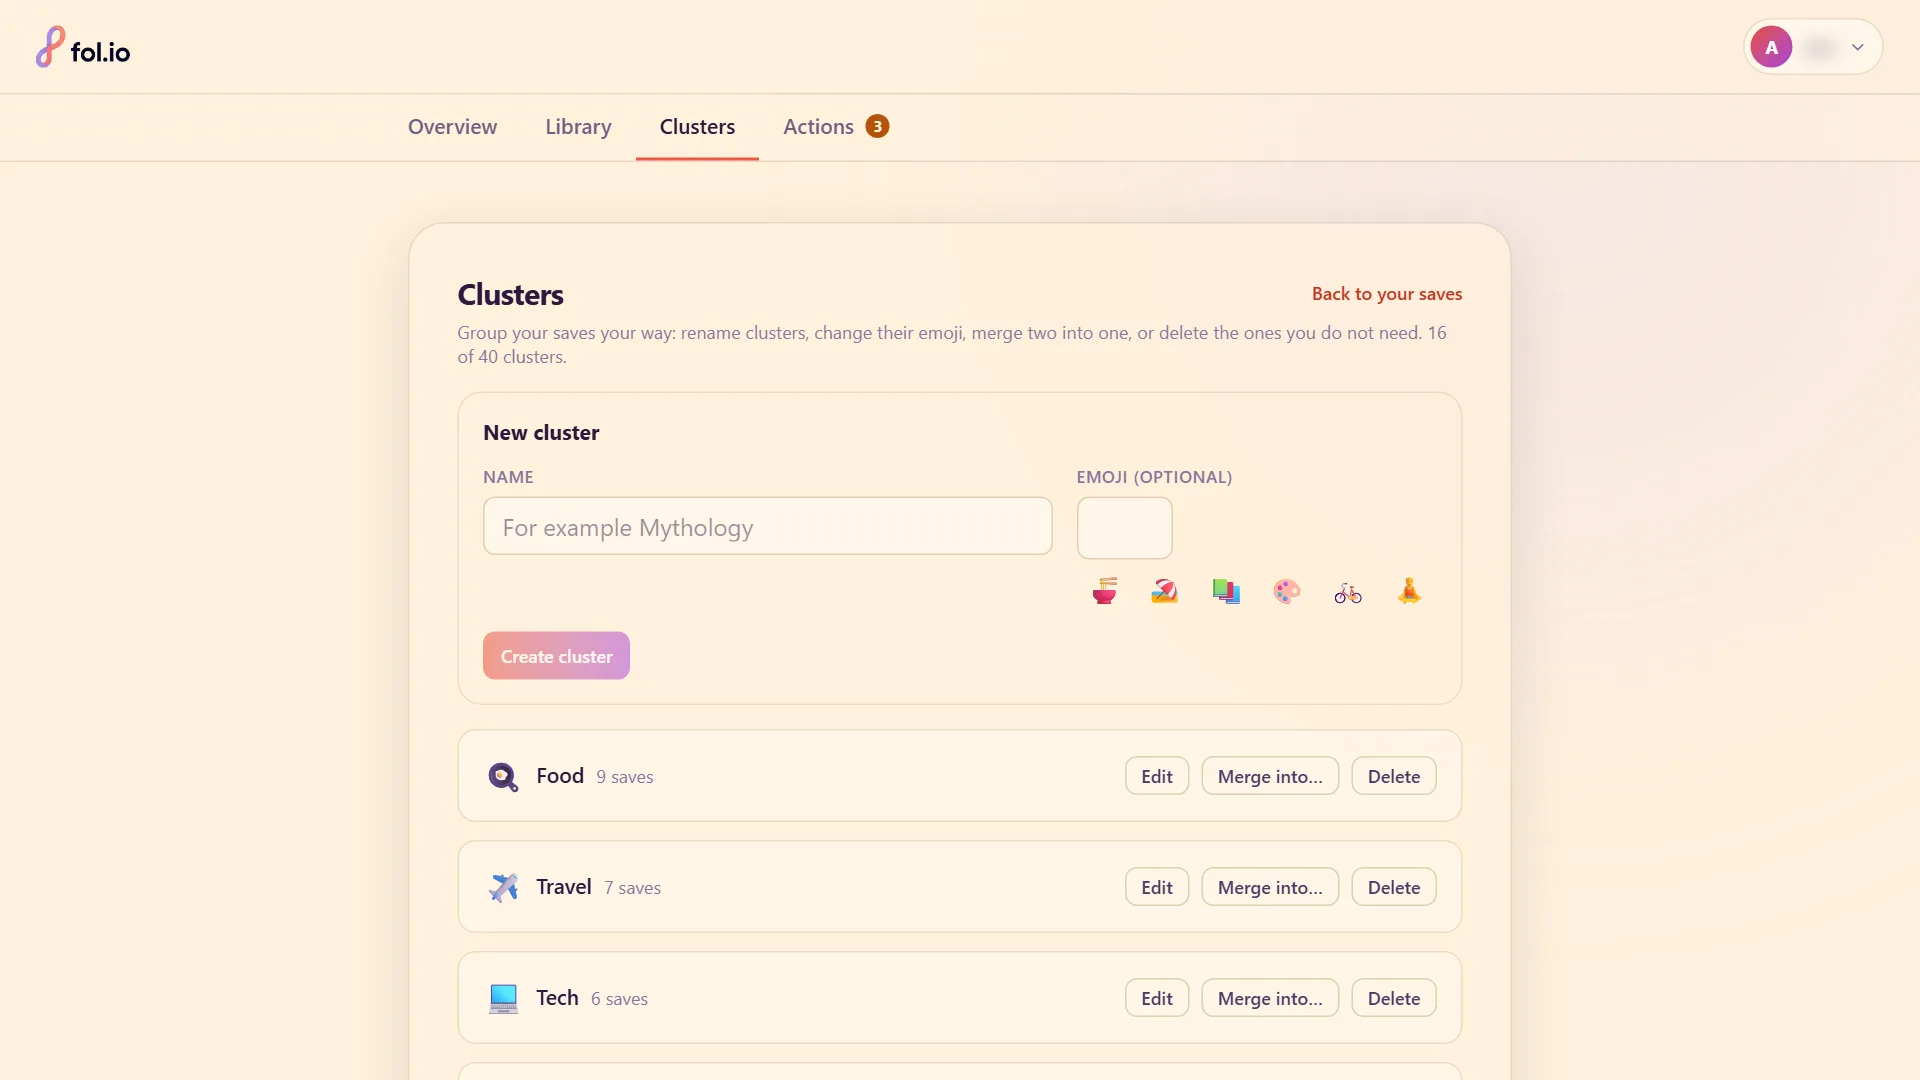 fol.io
A
Overview
Library
Clusters
Actions 3
Clusters
Back to your saves
Group your saves your way: rename clusters, change their emoji, merge two into one, or delete the ones you do not need. 16
of 40 clusters.
New cluster
NAME
EMOJI (OPTIONAL)
For example Mythology
Create cluster
Food 9 saves
Edit
Merge into...
Delete
Travel 7 saves
Edit
Merge into...
Delete
Tech 6 saves
Edit
Merge into...
Delete